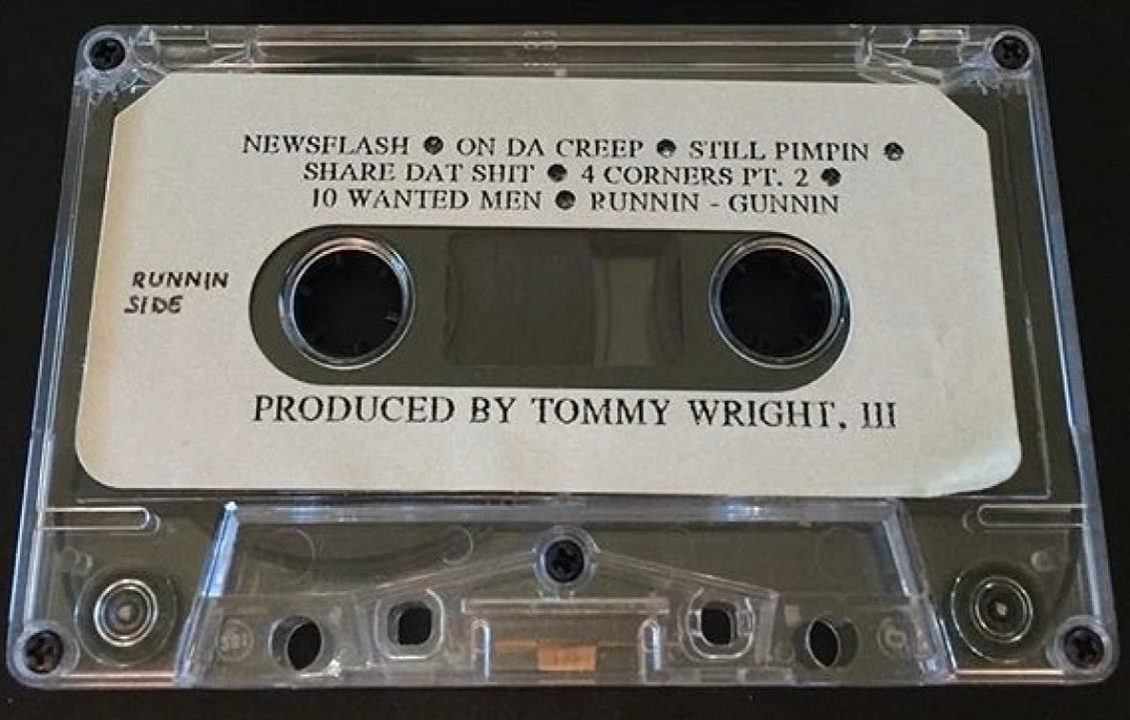 NEWSFLASH ● ON DA CREEP ● STILL PIMPIN ●
SHARE DAT SHIT ● 4 CORNERS PT. 2 ●
10 WANTED MEN ● RUNNIN - GUNNIN
RUNNIN
SIDE
PRODUCED BY TOMMY WRIGHT, III